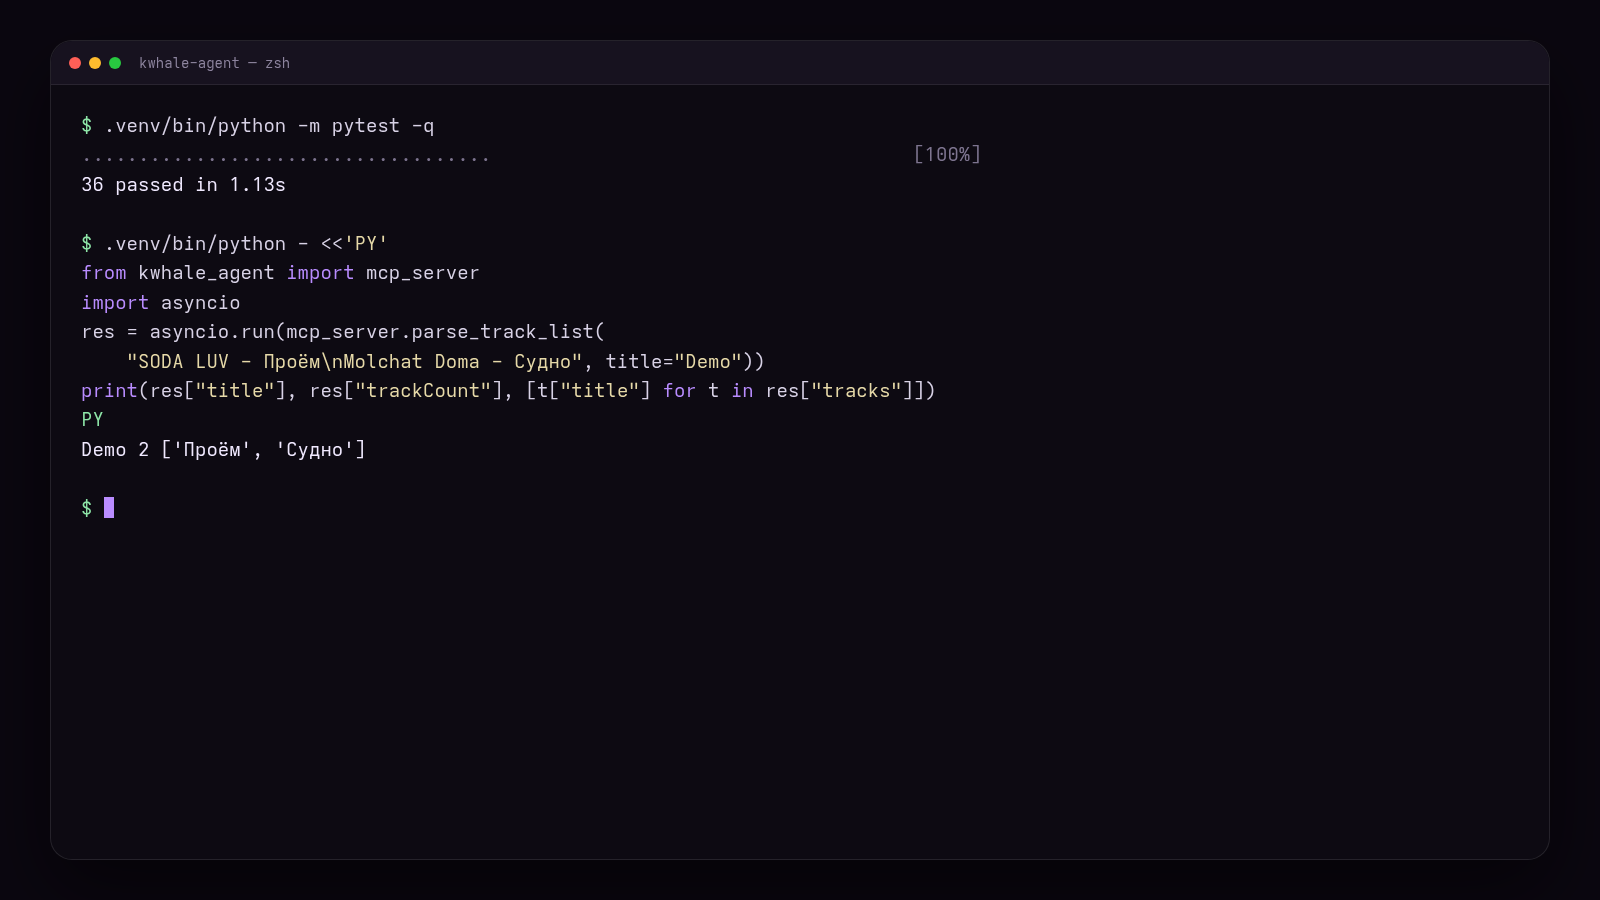 kwhale-agent — zsh
$ .venv/bin/python -m pytest -q
.................................... [100%]
36 passed in 1.13s
$ .venv/bin/python - <<'PY'
from kwhale_agent import mcp_server
import asyncio
res = asyncio.run(mcp_server.parse_track_list(
    "SODA LUV - Проём\nMolchat Doma - Судно", title="Demo"))
print(res["title"], res["trackCount"], [t["title"] for t in res["tracks"]])
PY
Demo 2 ['Проём', 'Судно']
$